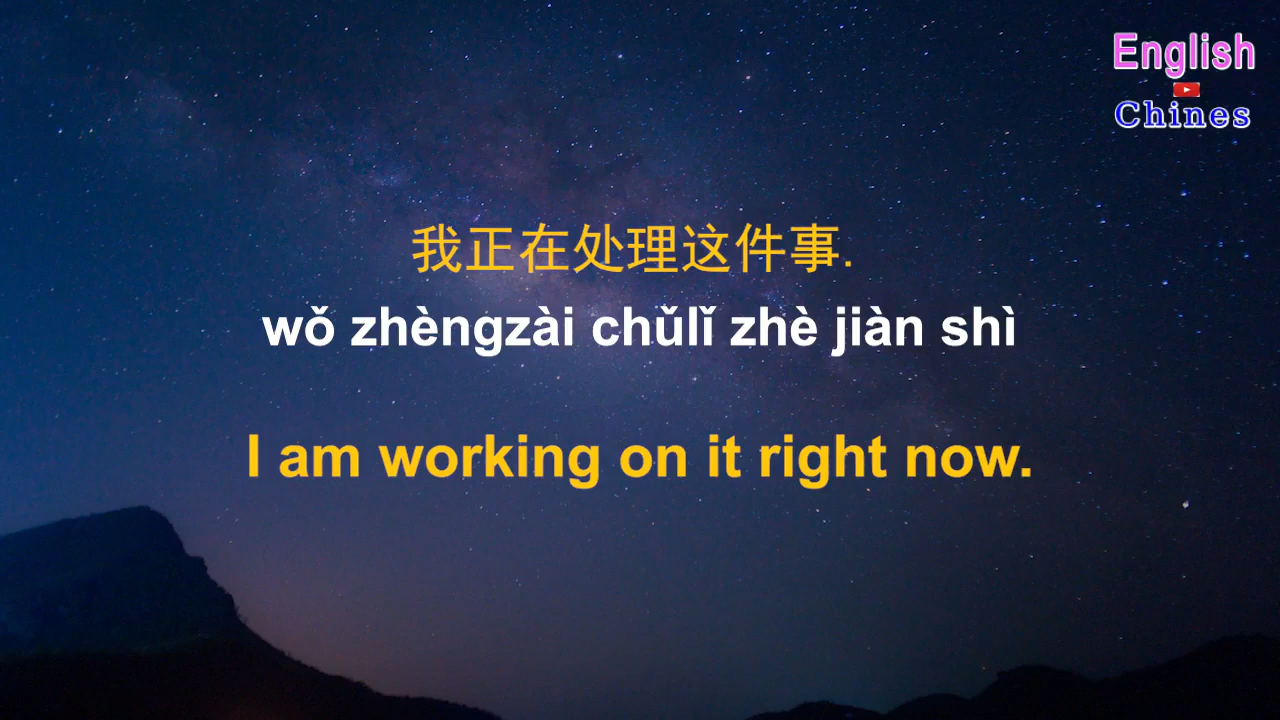 English
Chines
我正在处理这件事.
wǒ zhèngzài chǔlǐ zhè jiàn shì
I am working on it right now.